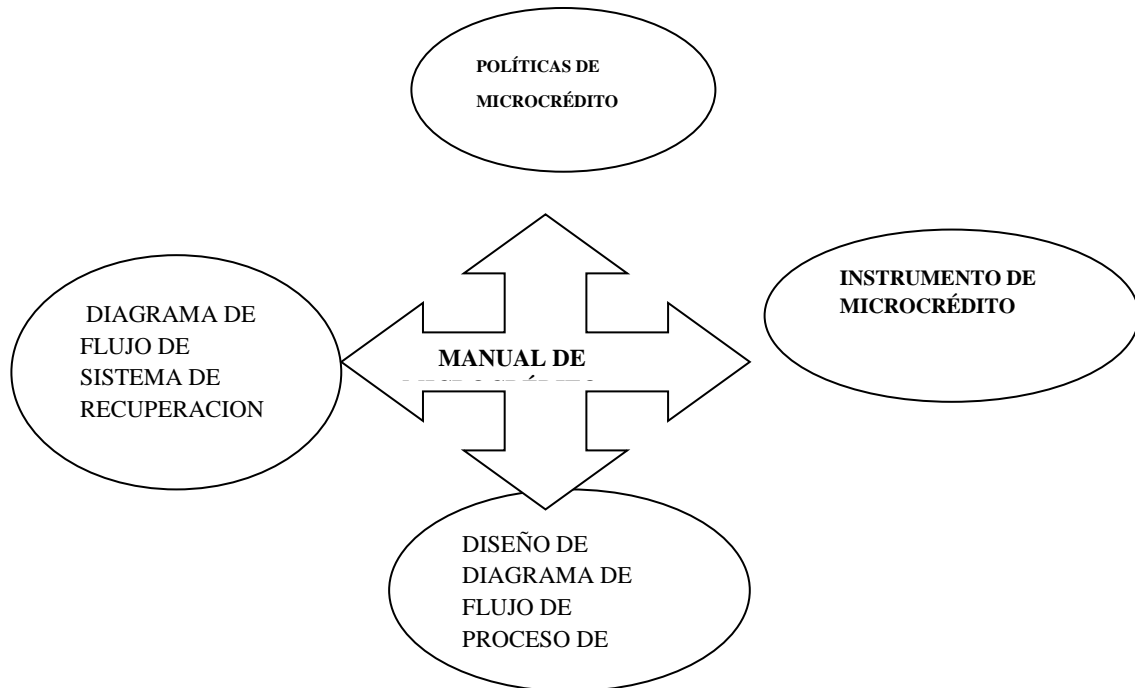 POLÍTICAS DE
MICROCRÉDITO
INSTRUMENTO DE
MICROCRÉDITO
DIAGRAMA DE
FLUJO DE
SISTEMA DE
RECUPERACION
MANUAL DE
DISEÑO DE
DIAGRAMA DE
FLUJO DE
PROCESO DE